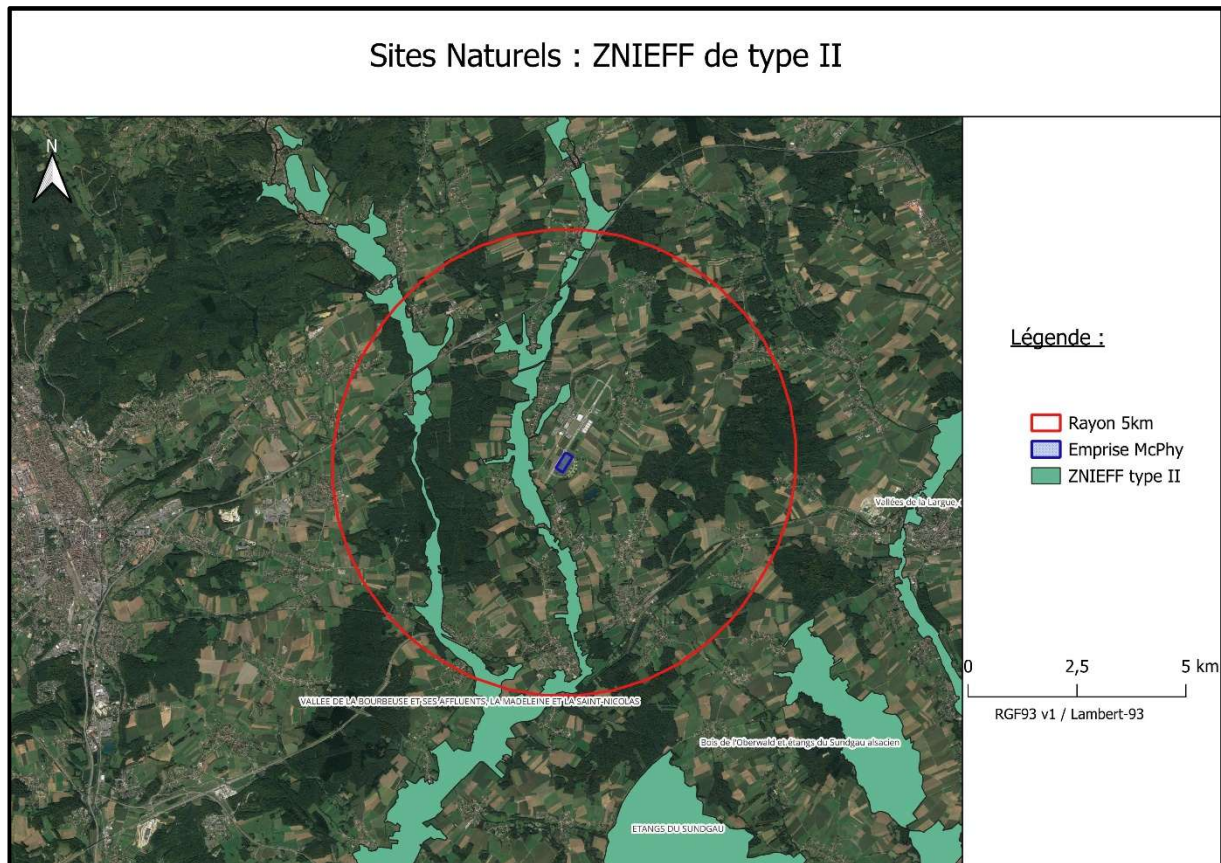 Sites Naturels : ZNIEFF de type II
N
Légende :
Rayon 5km
Emprise McPhy
ZNIEFF type II
Vallées de la Largue,
0 2,5 5 km
RGF93 v1 / Lambert-93
VALLEE DE LA BOURBEUSE ET SES AFFLUENTS, LA MADELEINE ET LA SAINT-NICOLAS
Bois de l'Oberwald et étangs du Sundgau alsacien
ETANGS DU SUNDGAU